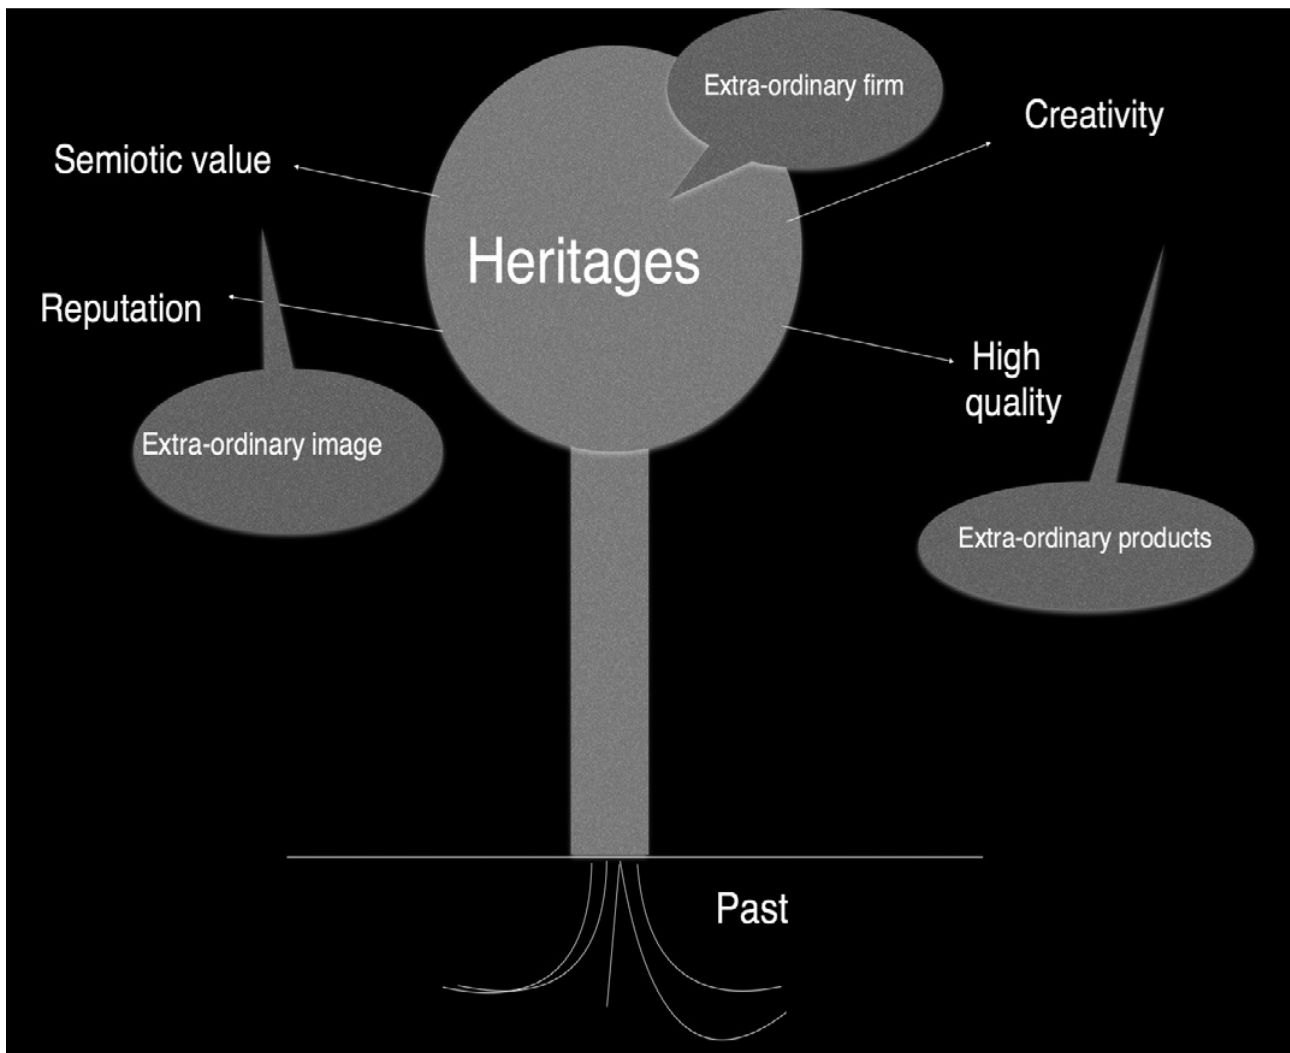 Extra-ordinary firm
Creativity
Semiotic value
Heritages
Reputation
High
quality
Extra-ordinary image
Extra-ordinary products
Past